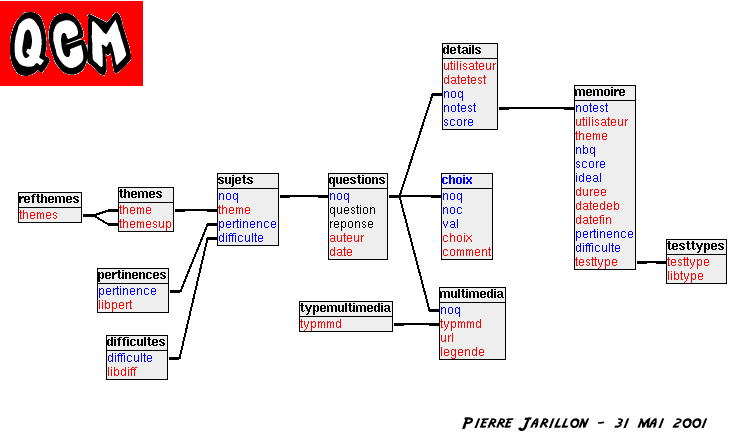 QCM
details
utilisateur
datetest
noq
notest
score
memoire
notest
utilisateur
theme
nbq
score
ideal
duree
datedeb
datefin
pertinence
difficulte
testtype
refthemes
themes
themes
theme
themesup
sujets
noq
theme
pertinence
difficulte
questions
noq
question
reponse
auteur
date
choix
noq
noc
val
choix
comment
testtypes
testtype
libtype
pertinences
pertinence
libpert
typemultimedia
typmmd
multimedia
noq
typmmd
url
legende
difficultes
difficulte
libdiff
PIERRE JARILLON - 31 MAI 2001